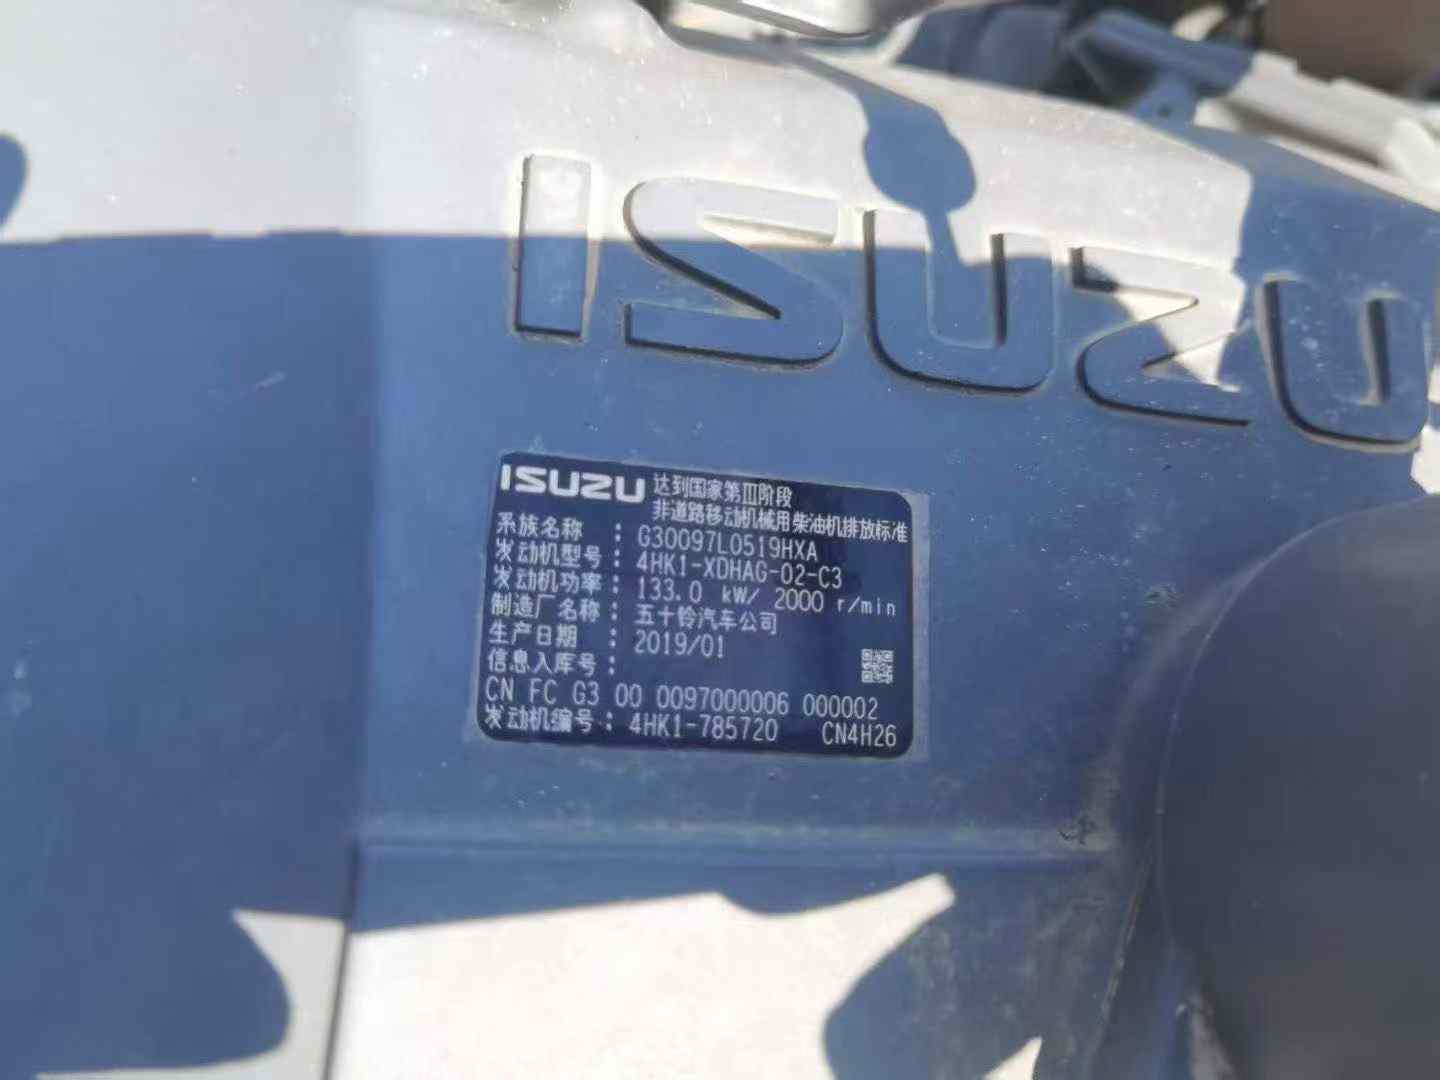 ISUZU
ISUZU 达到国家第III阶段
非道路移动机械用柴油机排放标准
系族名称 : G30097L0519HXA
发动机型号: 4HK1-XDHAG-02-C3
发动机功率: 133.0 kW/ 2000 r/min
制造厂名称: 五十铃汽车公司
生产日期 : 2019/01
信息入库号:
CN FC G3 00 0097000006 000002
发动机编号: 4HK1-785720 CN4H26